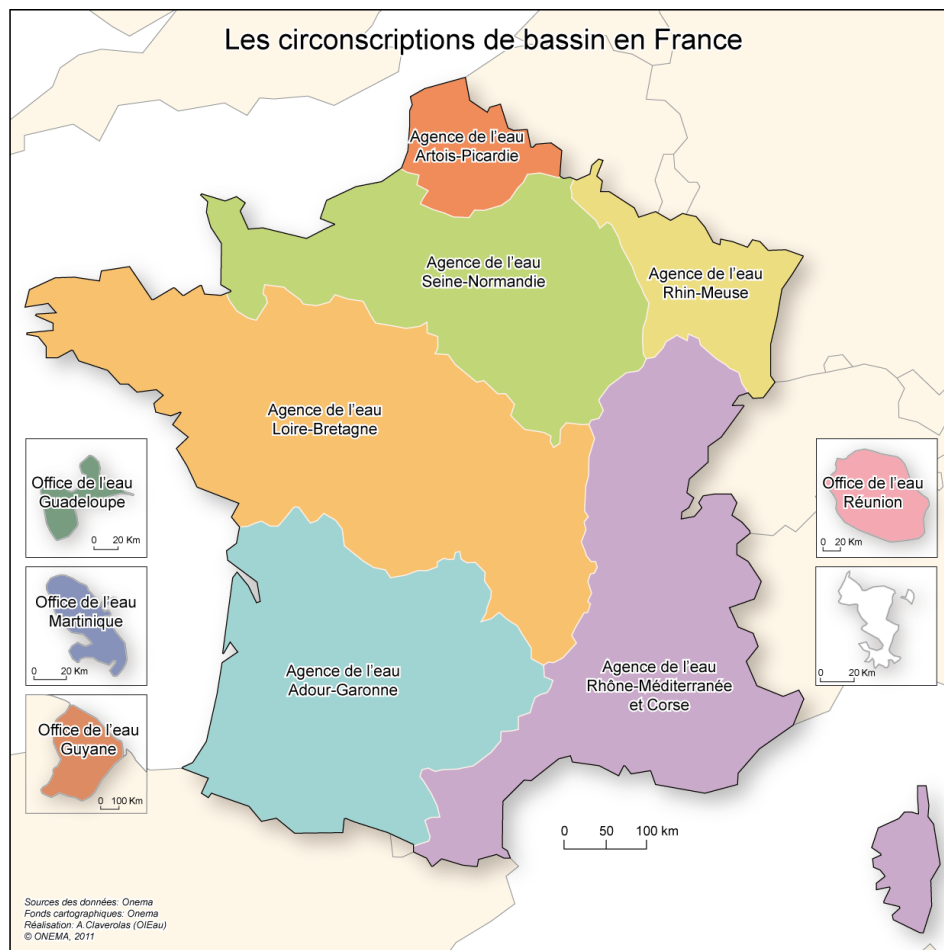 Les circonscriptions de bassin en France
Agence de l'eau
Artois-Picardie
Agence de l'eau
Seine-Normandie
Agence de l'eau
Rhin-Meuse
Agence de l'eau
Loire-Bretagne
Office de l'eau
Guadeloupe
0 20 Km
Office de l'eau
Réunion
0 20 Km
Office de l'eau
Martinique
0 20 Km
0 20 Km
Agence de l'eau
Adour-Garonne
Agence de l'eau
Rhône-Méditerranée
et Corse
Office de l'eau
Guyane
0 100 Km
0 50 100 km
Sources des données: Onema
Fonds cartographiques: Onema
Réalisation: A.Claverolas (OIEau)
© ONEMA, 2011